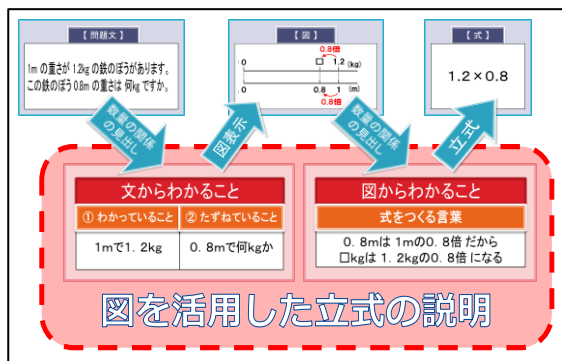 【問題文】
1mの重さが1.2kgの鉄のぼうがあります。
この鉄のぼう0.8mの重さは何kgですか。
【図】
0.8倍
0 □ 1.2 (kg)
0 0.8 1 (m)
0.8倍
【式】
1.2×0.8
数量の関係の見出し
図表示
数量の関係の見出し
立式
文からわかること
① わかっていること ② たずねていること
1mで1.2kg 0.8mで何kgか
図からわかること
式をつくる言葉
0.8mは1mの0.8倍だから
□kgは1.2kgの0.8倍になる
図を活用した立式の説明